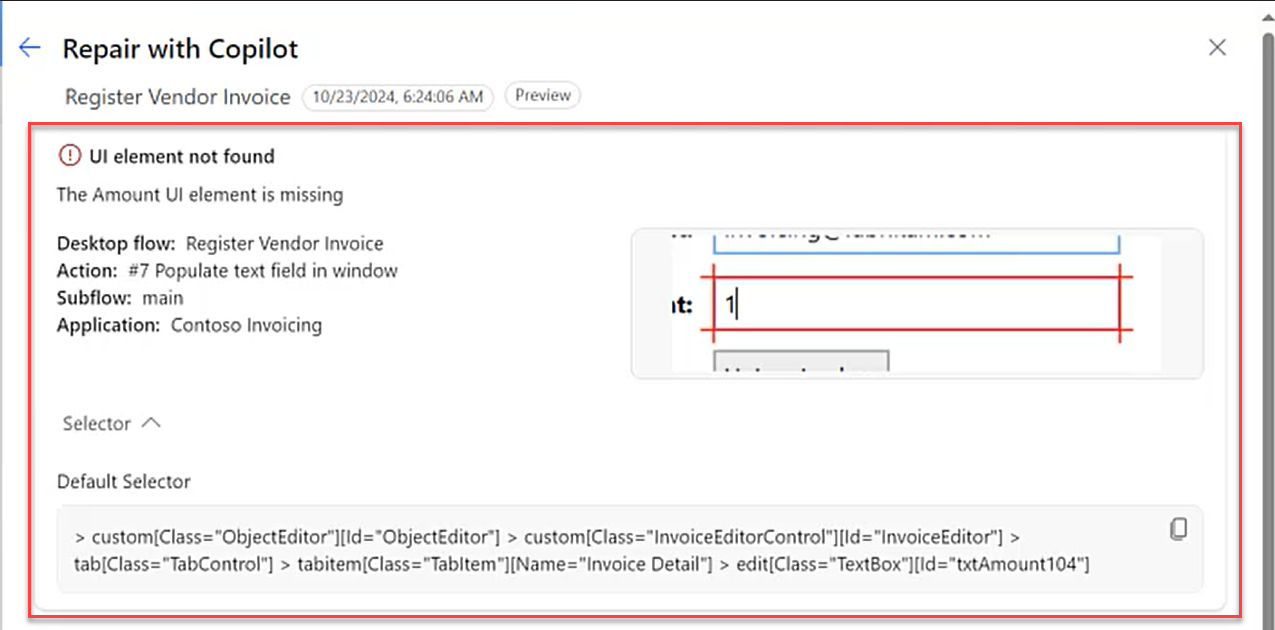 Repair with Copilot
Register Vendor Invoice 10/23/2024, 6:24:06 AM Preview
UI element not found
The Amount UI element is missing
Desktop flow: Register Vendor Invoice
Action: #7 Populate text field in window
Subflow: main
Application: Contoso Invoicing
t: 1
Selector
Default Selector
> custom[Class="ObjectEditor"][Id="ObjectEditor"] > custom[Class="InvoiceEditorControl"][Id="InvoiceEditor"] >
tab[Class="TabControl"] > tabitem[Class="TabItem"][Name="Invoice Detail"] > edit[Class="TextBox"][Id="txtAmount104"]